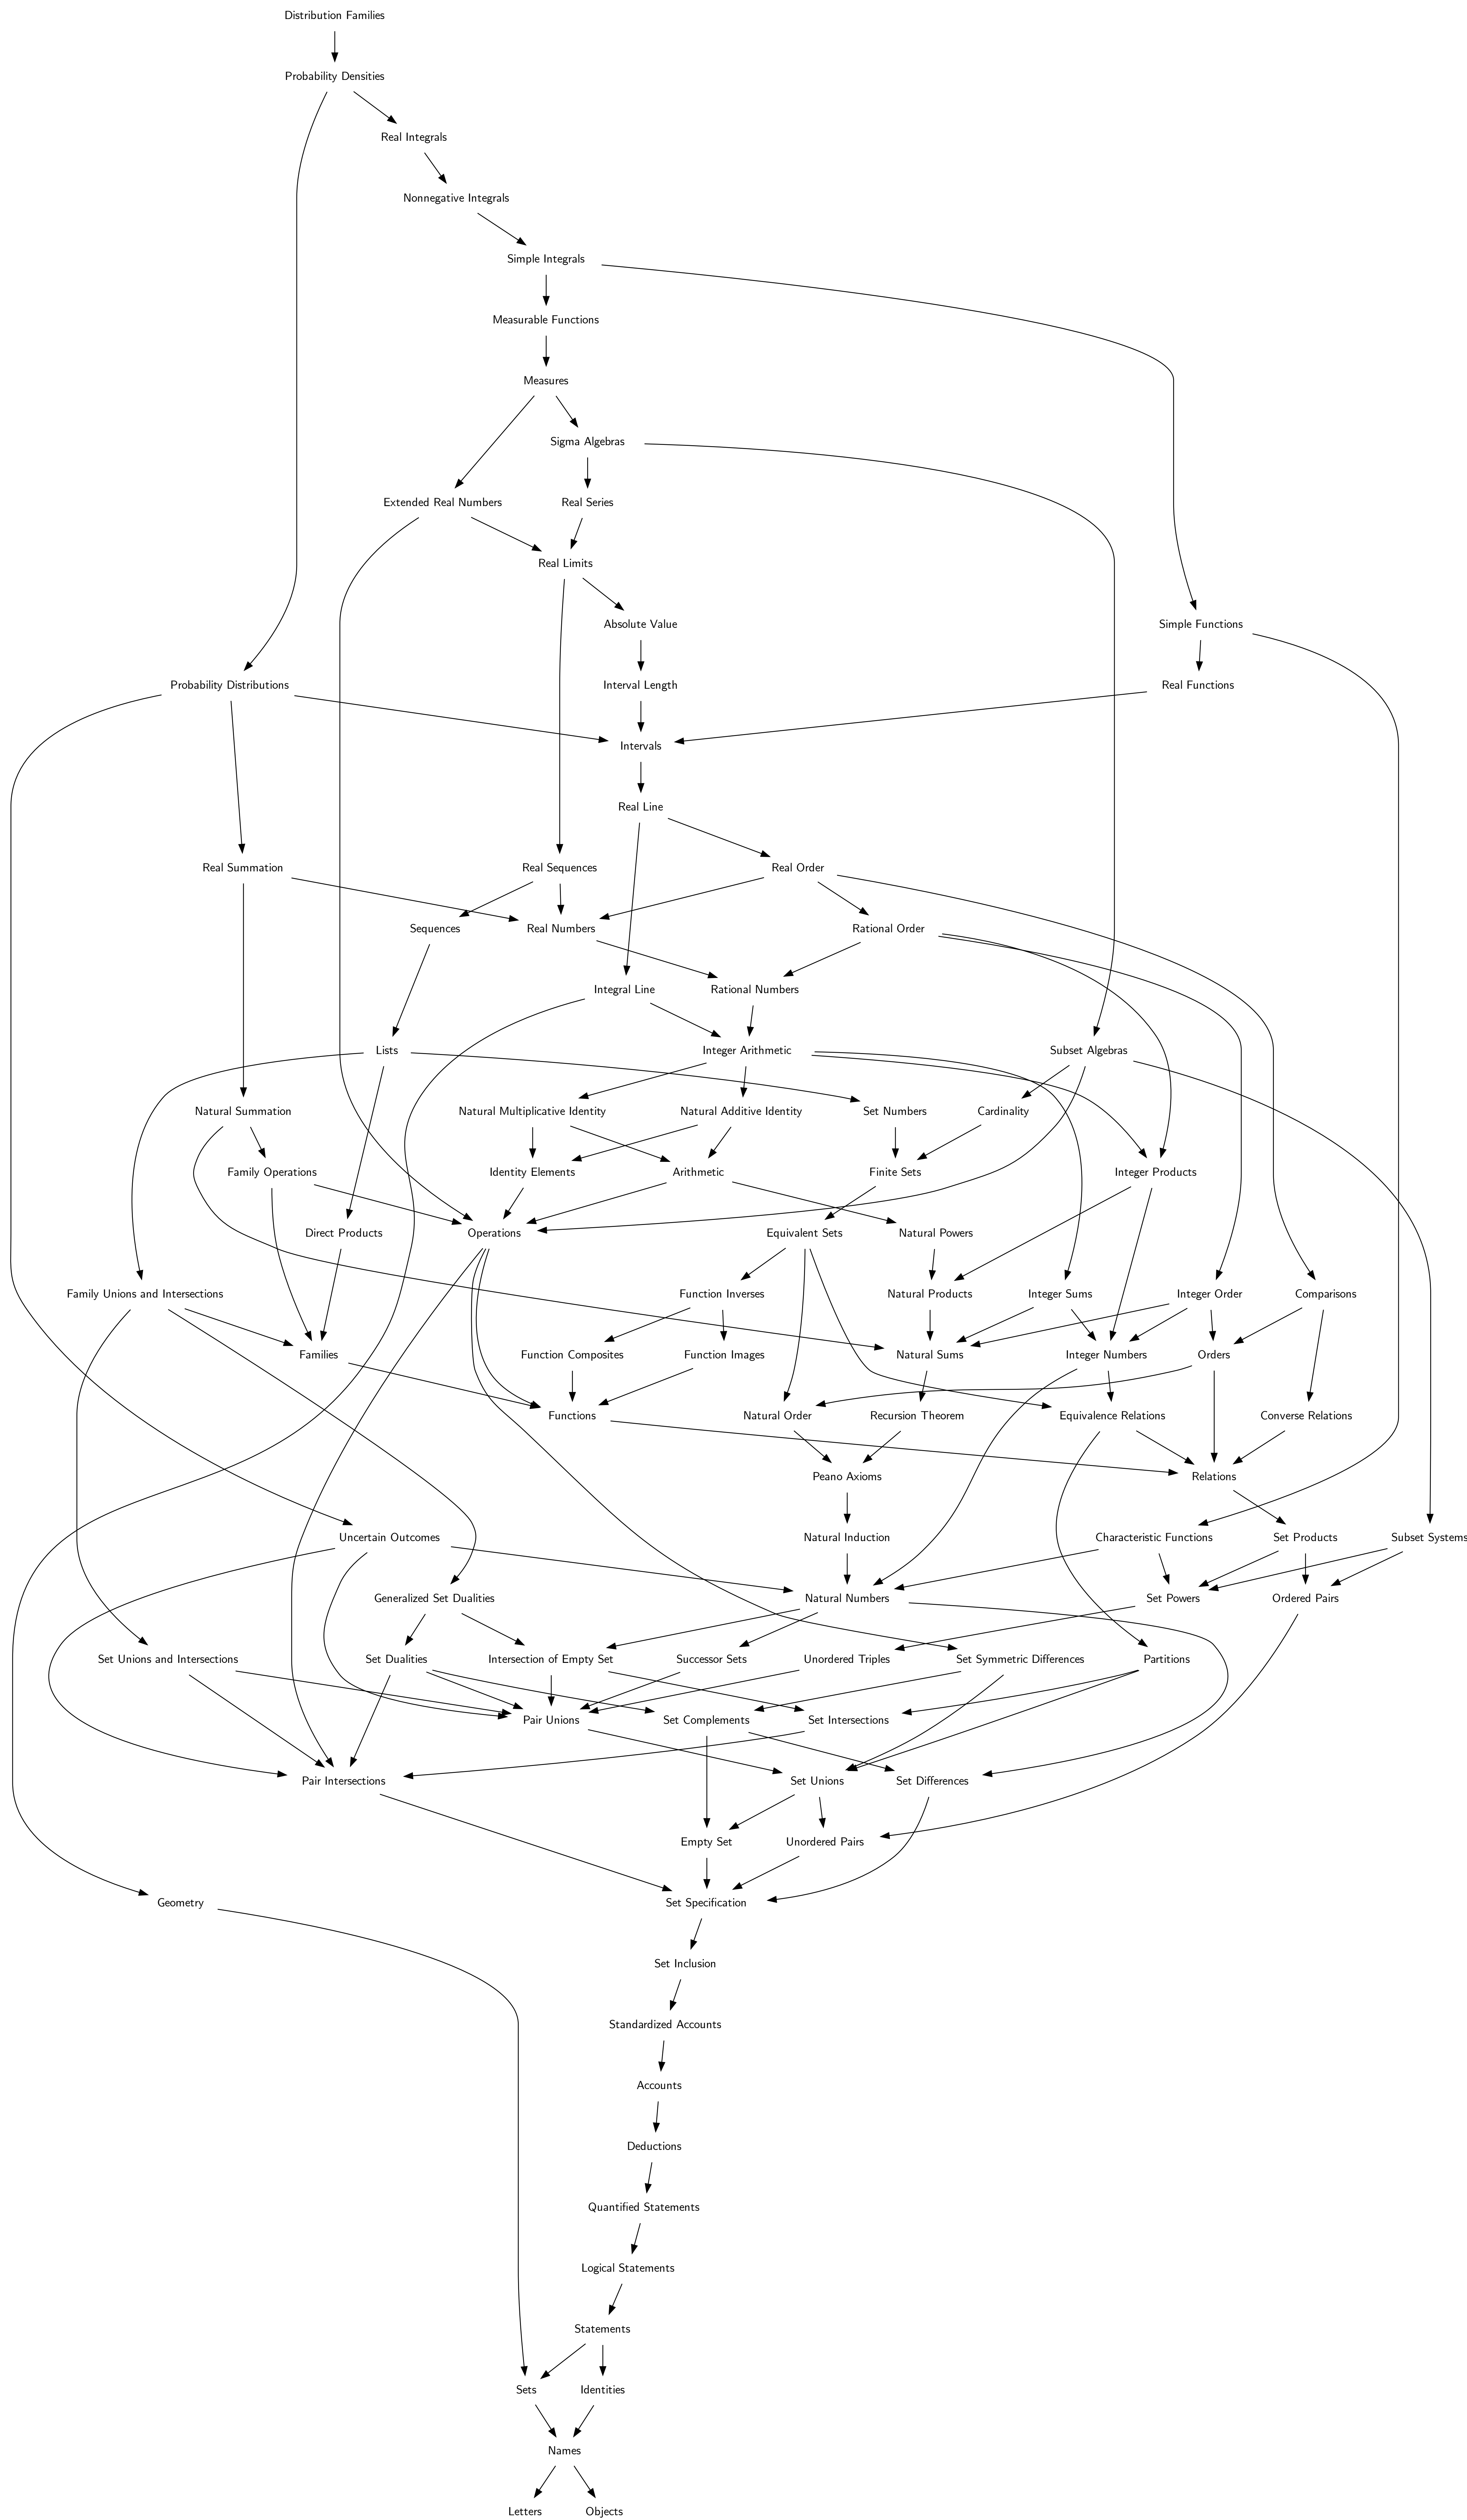 Distribution Families
Probability Densities
Real Integrals
Nonnegative Integrals
Simple Integrals
Measurable Functions
Measures
Sigma Algebras
Extended Real Numbers
Real Series
Real Limits
Absolute Value
Simple Functions
Probability Distributions
Interval Length
Real Functions
Intervals
Real Line
Real Summation
Real Sequences
Real Order
Sequences
Real Numbers
Rational Order
Integral Line
Rational Numbers
Lists
Integer Arithmetic
Subset Algebras
Natural Summation
Natural Multiplicative Identity
Natural Additive Identity
Set Numbers
Cardinality
Family Operations
Identity Elements
Arithmetic
Finite Sets
Integer Products
Direct Products
Operations
Equivalent Sets
Natural Powers
Family Unions and Intersections
Function Inverses
Natural Products
Integer Sums
Integer Order
Comparisons
Families
Function Composites
Function Images
Natural Sums
Integer Numbers
Orders
Functions
Natural Order
Recursion Theorem
Equivalence Relations
Converse Relations
Peano Axioms
Relations
Uncertain Outcomes
Natural Induction
Characteristic Functions
Set Products
Subset Systems
Generalized Set Dualities
Natural Numbers
Set Powers
Ordered Pairs
Set Unions and Intersections
Set Dualities
Intersection of Empty Set
Successor Sets
Unordered Triples
Set Symmetric Differences
Partitions
Pair Unions
Set Complements
Set Intersections
Pair Intersections
Set Unions
Set Differences
Empty Set
Unordered Pairs
Geometry
Set Specification
Set Inclusion
Standardized Accounts
Accounts
Deductions
Quantified Statements
Logical Statements
Statements
Sets
Identities
Names
Letters
Objects